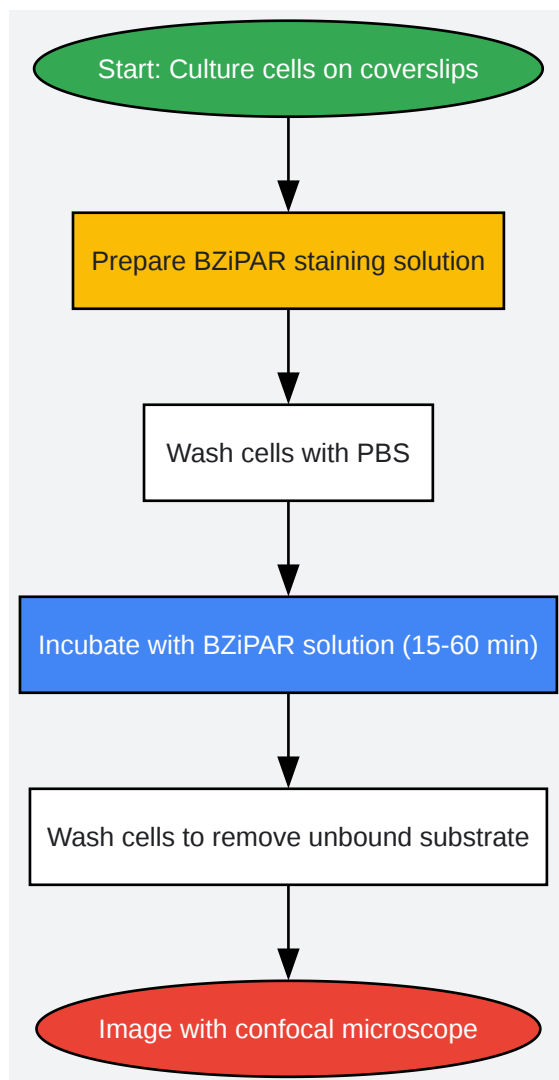 Start: Culture cells on coverslips
Prepare BZiPAR staining solution
Wash cells with PBS
Incubate with BZiPAR solution (15-60 min)
Wash cells to remove unbound substrate
Image with confocal microscope